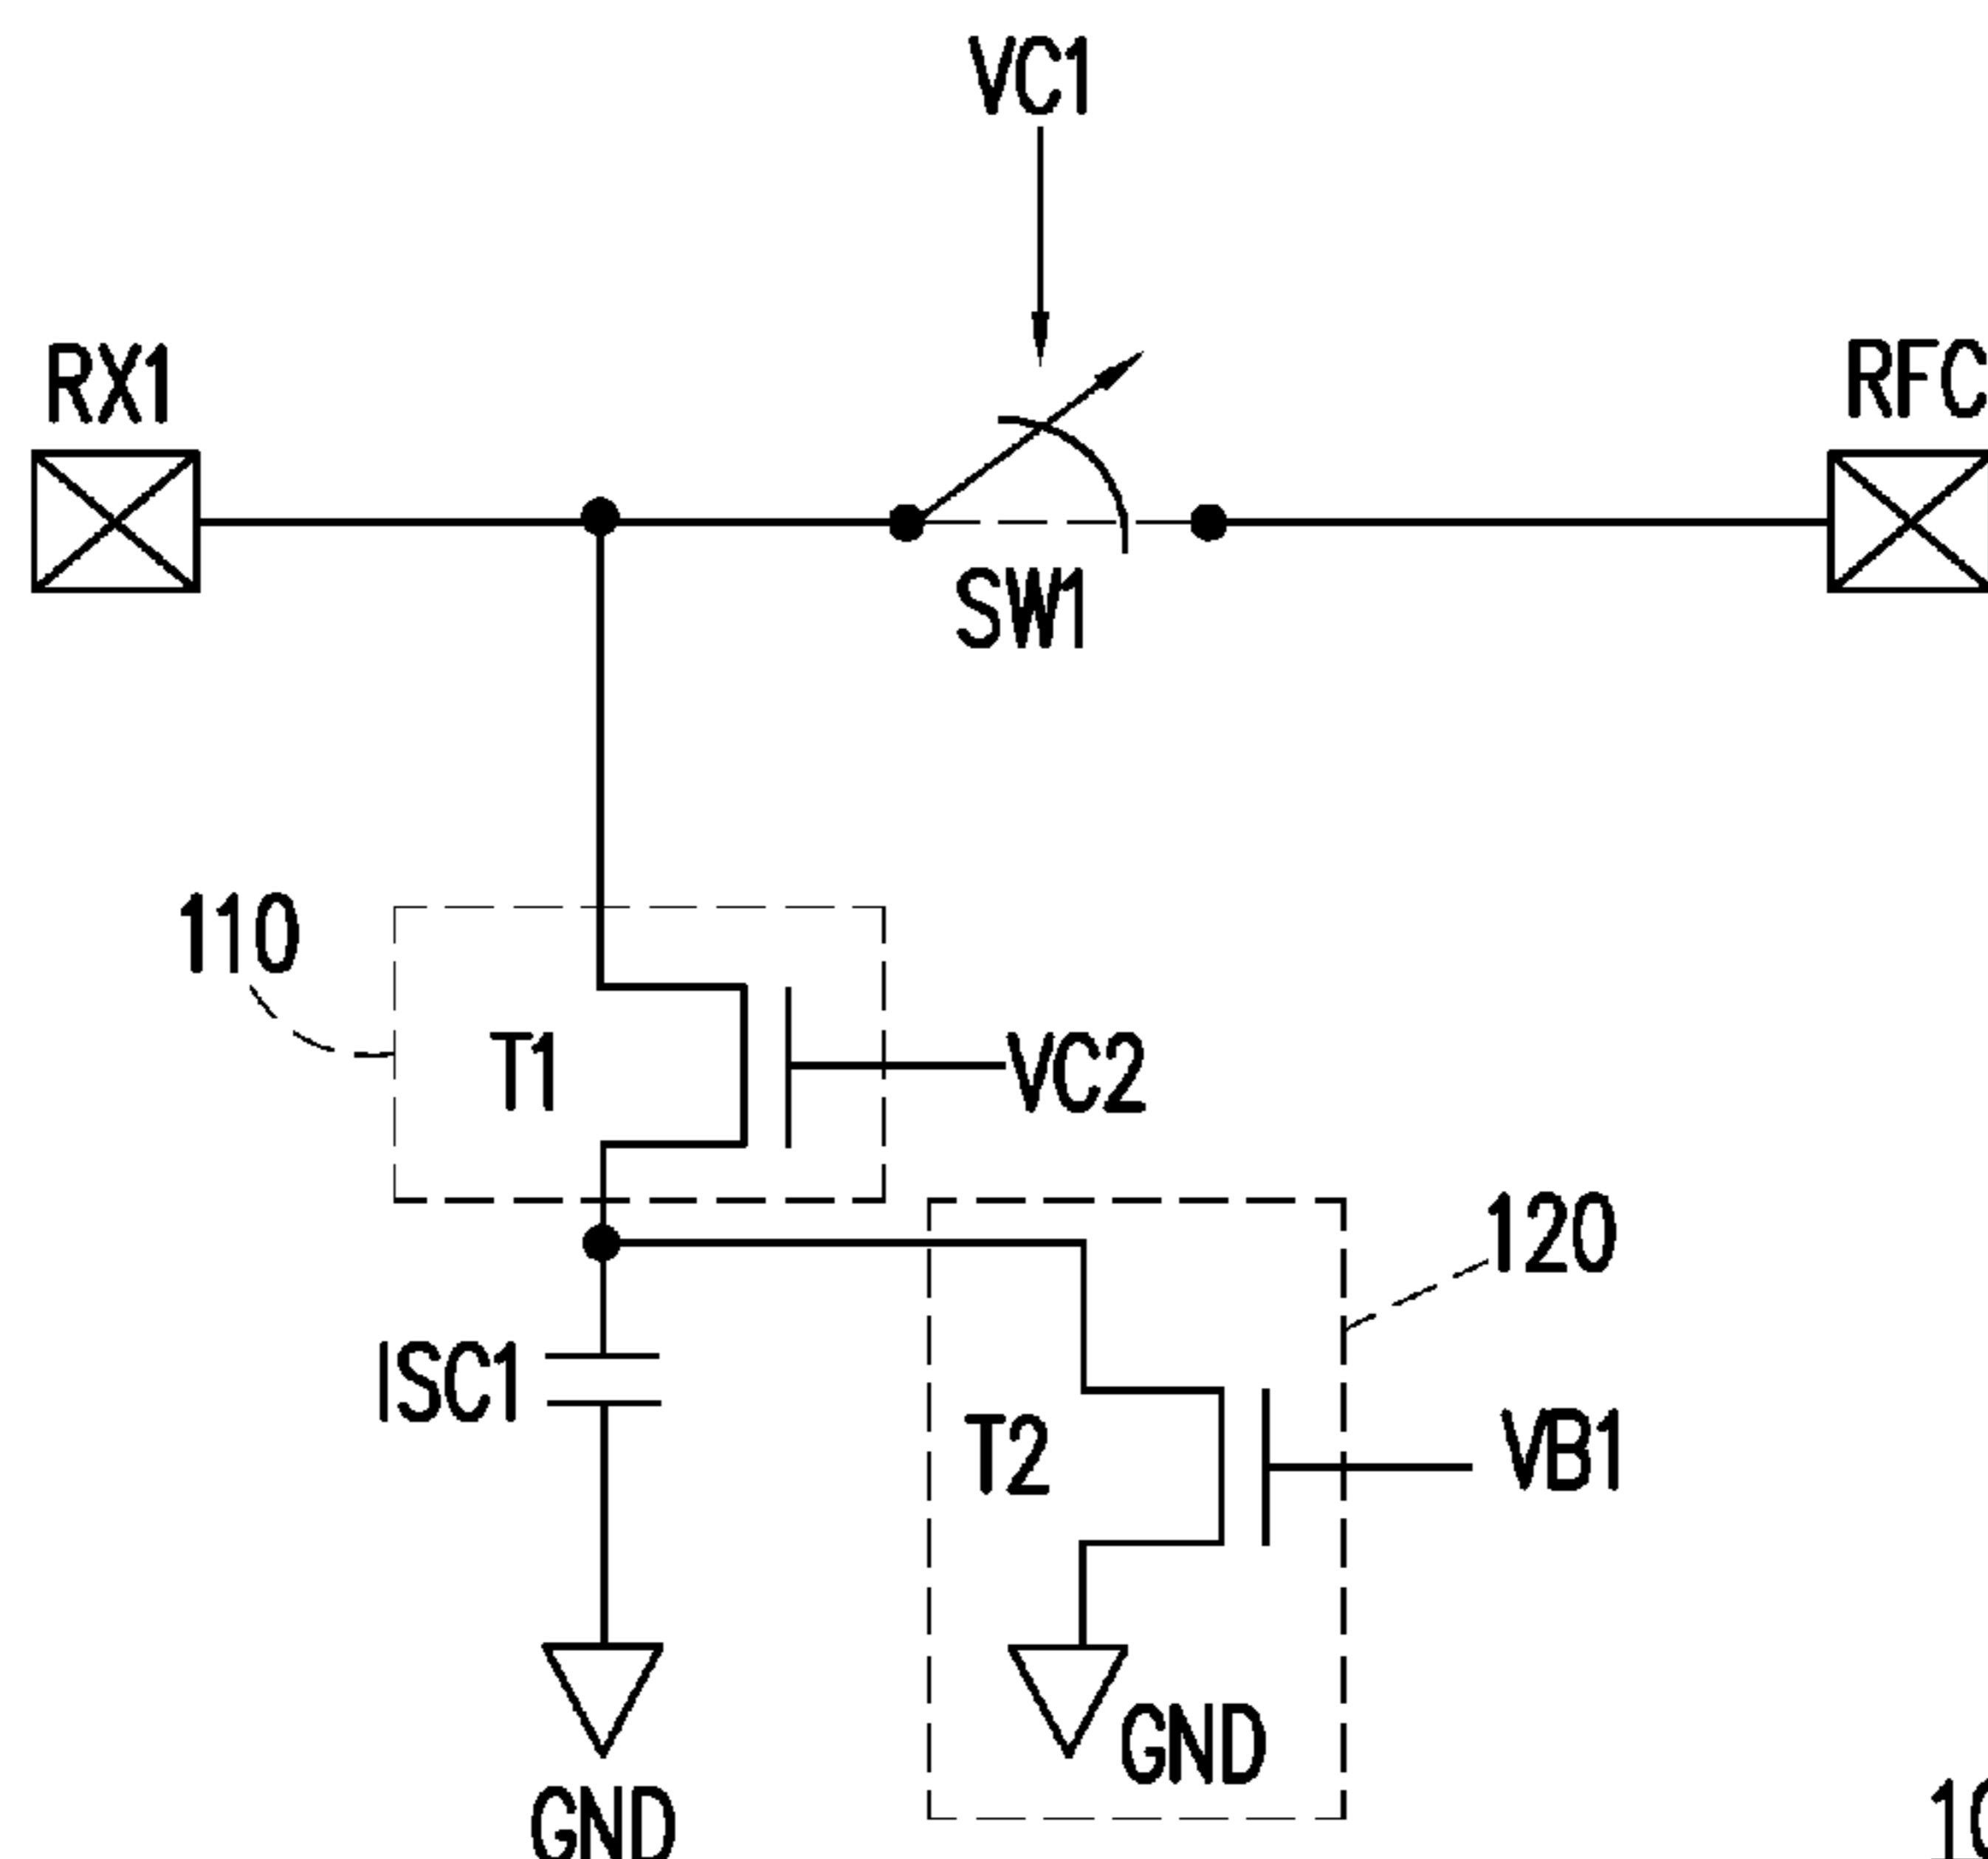 VC1
RX1
RFC
SW1
110
T1
VC2
120
ISC1
T2
VB1
GND
GND